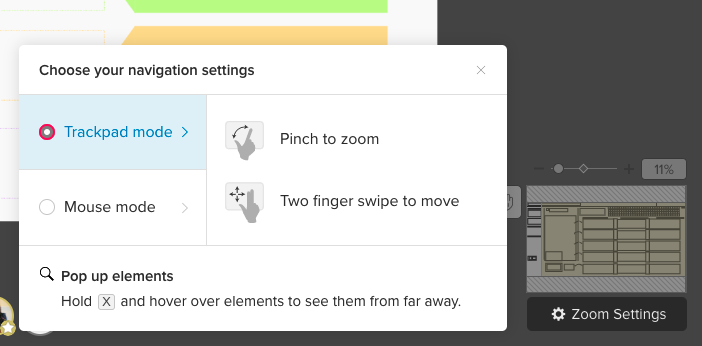 Choose your navigation settings
Trackpad mode
Pinch to zoom
Mouse mode
Two finger swipe to move
Pop up elements
Hold X and hover over elements to see them from far away.
11%
Zoom Settings